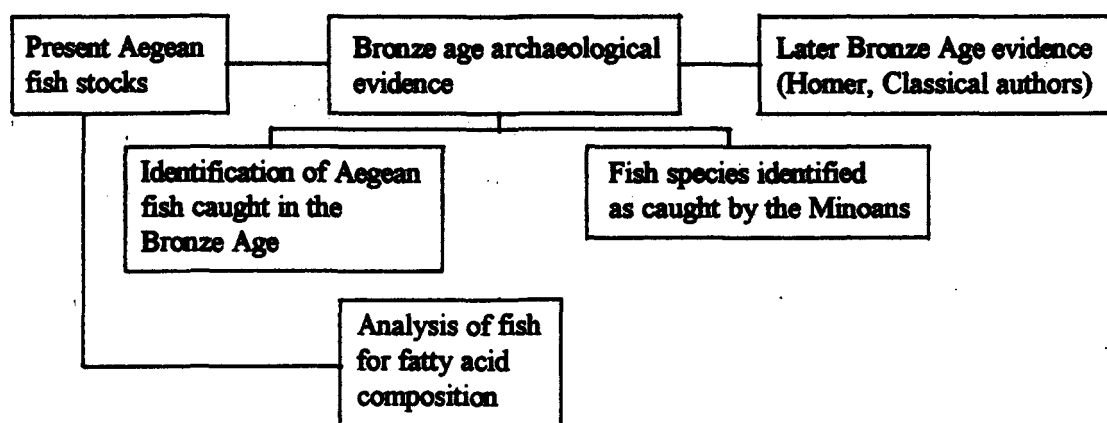 Present Aegean
fish stocks
Bronze age archaeological
evidence
Later Bronze Age evidence
(Homer, Classical authors)
Identification of Aegean
fish caught in the
Bronze Age
Fish species identified
as caught by the Minoans
Analysis of fish
for fatty acid
composition